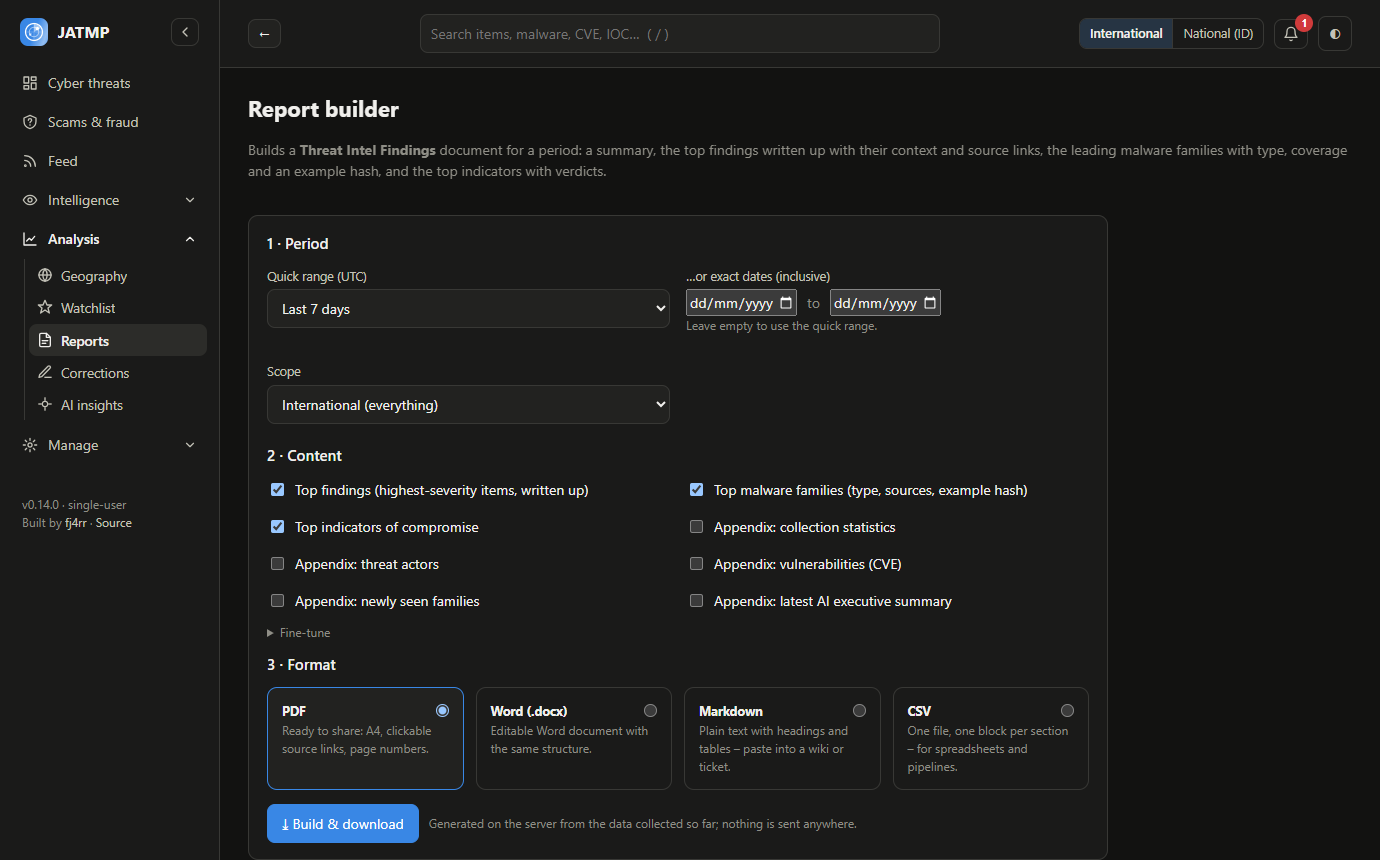 JATMP
Search items, malware, CVE, IOC... ( / )
International
National (ID)
1
Cyber threats
Scams & fraud
Feed
Intelligence
Analysis
Geography
Watchlist
Reports
Corrections
AI insights
Manage
v0.14.0 · single-user
Built by fj4rr · Source
Report builder
Builds a Threat Intel Findings document for a period: a summary, the top findings written up with their context and source links, the leading malware families with type, coverage
and an example hash, and the top indicators with verdicts.
1 · Period
Quick range (UTC)
...or exact dates (inclusive)
Last 7 days
dd/mm/yyyy to dd/mm/yyyy
Leave empty to use the quick range.
Scope
International (everything)
2 · Content
Top findings (highest-severity items, written up)
Top malware families (type, sources, example hash)
Top indicators of compromise
Appendix: collection statistics
Appendix: threat actors
Appendix: vulnerabilities (CVE)
Appendix: newly seen families
Appendix: latest AI executive summary
Fine-tune
3 · Format
PDF
Ready to share: A4, clickable
source links, page numbers.
Word (.docx)
Editable Word document with
the same structure.
Markdown
Plain text with headings and
tables – paste into a wiki or
ticket.
CSV
One file, one block per section
– for spreadsheets and
pipelines.
⤓ Build & download
Generated on the server from the data collected so far; nothing is sent anywhere.